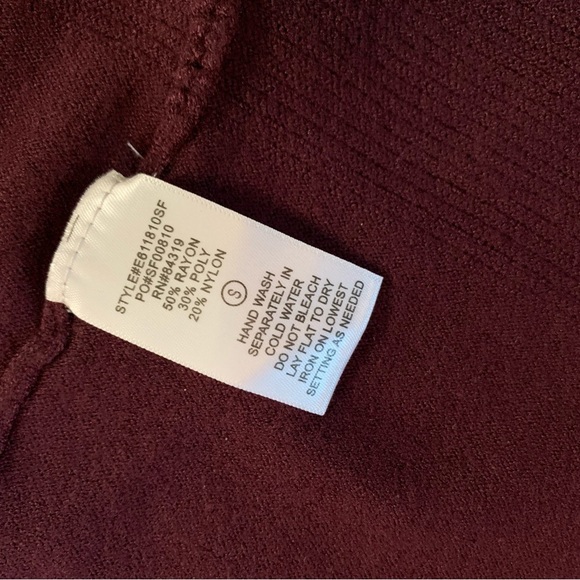 STYLE#E811810SF
PO#SF00810
RN#84319
50% RAYON
30% POLY
20% NYLON
S
HAND WASH
SEPARATELY IN
COLD WATER
DO NOT BLEACH
LAY FLAT TO DRY
IRON ON LOWEST
SETTING AS NEEDED